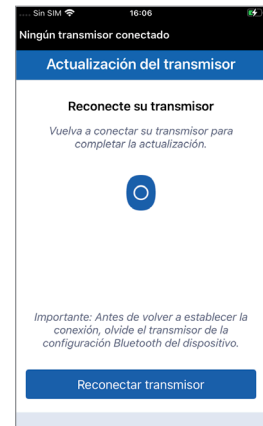 .... Sin SIM 16:06
Ningún transmisor conectado
Actualización del transmisor
Reconecte su transmisor
Vuelva a conectar su transmisor para
completar la actualización.
Importante: Antes de volver a establecer la
conexión, olvide el transmisor de la
configuración Bluetooth del dispositivo.
Reconectar transmisor